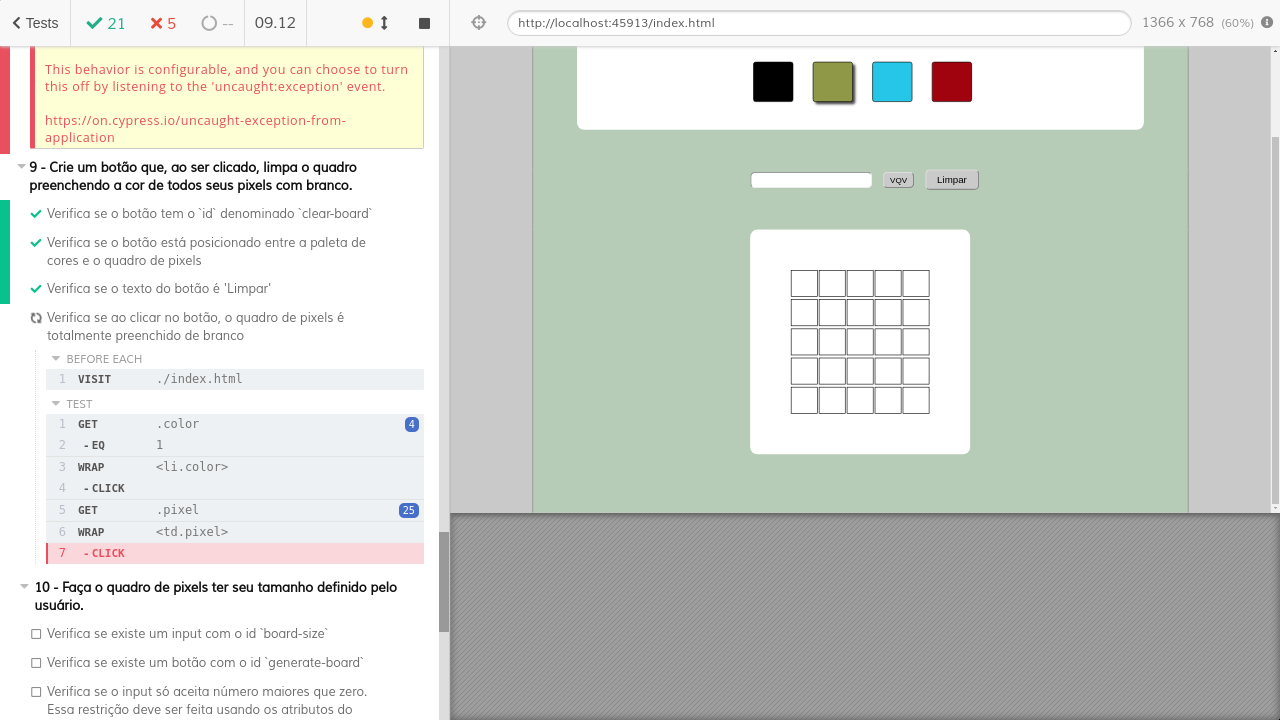 Tests
21
5
--
09.12
http://localhost:45913/index.html
1366 x 768 (60%)
This behavior is configurable, and you can choose to turn
this off by listening to the 'uncaught:exception' event.
https://on.cypress.io/uncaught-exception-from-
application
9 - Crie um botão que, ao ser clicado, limpa o quadro
preenchendo a cor de todos seus pixels com branco.
Verifica se o botão tem o `id` denominado `clear-board`
Verifica se o botão está posicionado entre a paleta de
cores e o quadro de pixels
Verifica se o texto do botão é 'Limpar'
Verifica se ao clicar no botão, o quadro de pixels é
totalmente preenchido de branco
BEFORE EACH
1 VISIT ./index.html
TEST
1 GET .color 4
2 - EQ 1
3 WRAP <li.color>
4 - CLICK
5 GET .pixel 25
6 WRAP <td.pixel>
7 - CLICK
10 - Faça o quadro de pixels ter seu tamanho definido pelo
usuário.
Verifica se existe um input com o id `board-size`
Verifica se existe um botão com o id `generate-board`
Verifica se o input só aceita número maiores que zero.
Essa restrição deve ser feita usando os atributos do
VQV
Limpar